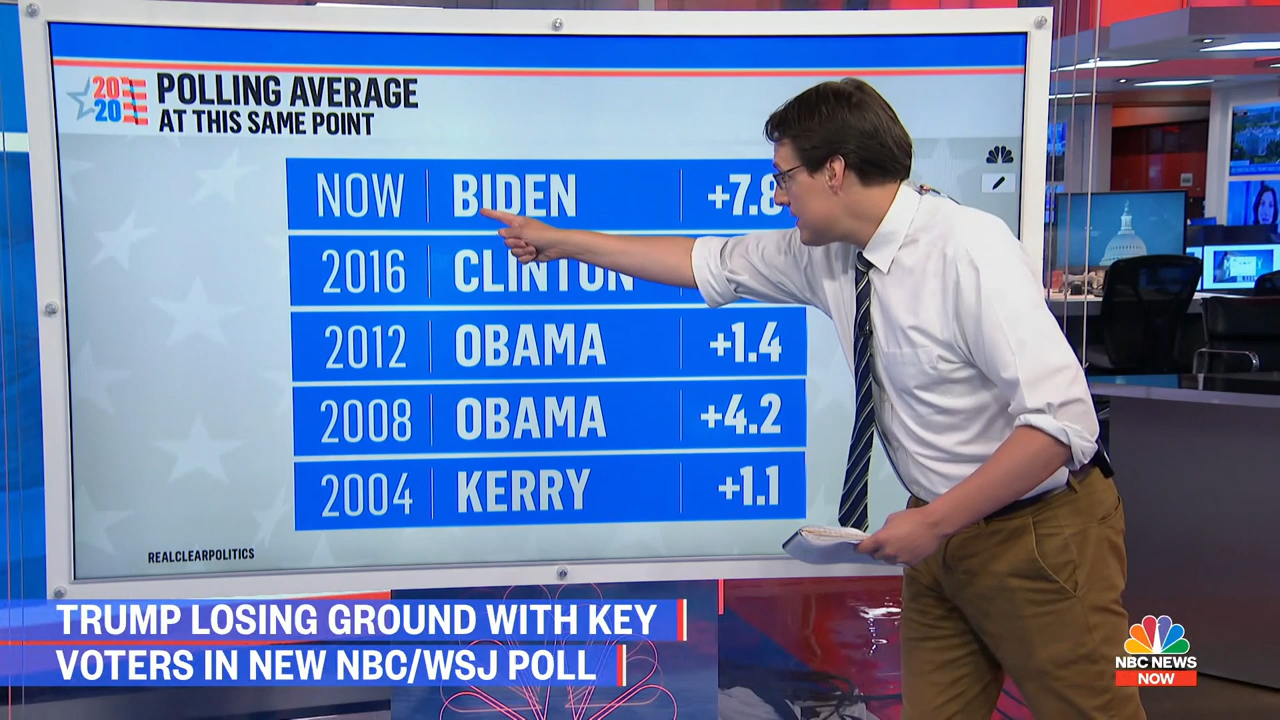 2020
POLLING AVERAGE
AT THIS SAME POINT
NOW BIDEN +7.8
2016 CLINTON
2012 OBAMA +1.4
2008 OBAMA +4.2
2004 KERRY +1.1
REALCLEARPOLITICS
TRUMP LOSING GROUND WITH KEY
VOTERS IN NEW NBC/WSJ POLL
NBC NEWS
NOW